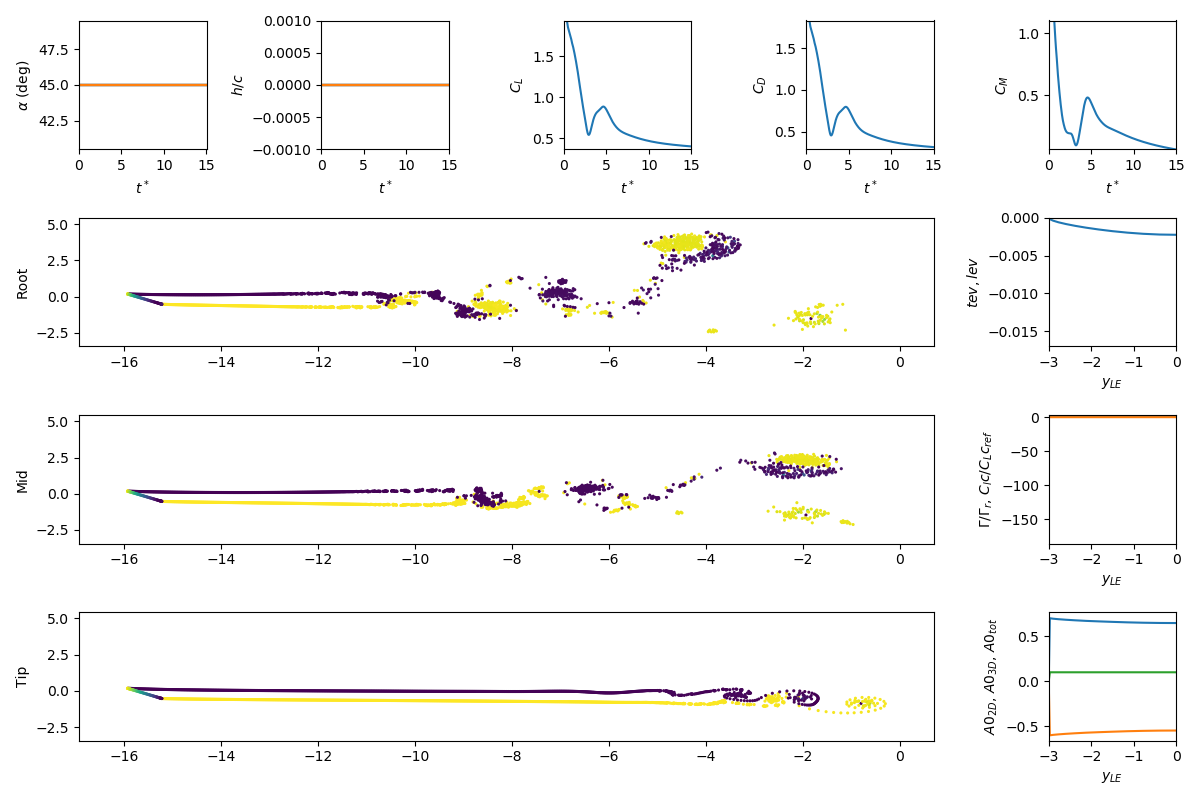 47.5
45.0
42.5
α (deg)
0 5 10 15
t*
0.0010
0.0005
0.0000
−0.0005
−0.0010
h/c
0 5 10 15
t*
1.5
1.0
0.5
C_L
0 5 10 15
t*
1.5
1.0
0.5
C_D
0 5 10 15
t*
1.0
0.5
C_M
0 5 10 15
t*
5.0
2.5
0.0
−2.5
Root
−16 −14 −12 −10 −8 −6 −4 −2 0
0.000
−0.005
−0.010
−0.015
tev, lev
−3 −2 −1 0
y_LE
5.0
2.5
0.0
−2.5
Mid
−16 −14 −12 −10 −8 −6 −4 −2 0
0
−50
−100
−150
Γ/Γ_r, C_lc/C_Lc_ref
−3 −2 −1 0
y_LE
5.0
2.5
0.0
−2.5
Tip
−16 −14 −12 −10 −8 −6 −4 −2 0
0.5
0.0
−0.5
A0_2D, A0_3D, A0_tot
−3 −2 −1 0
y_LE